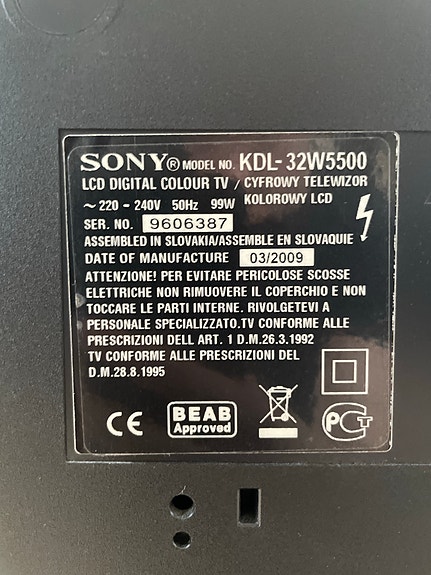 SONY® MODEL NO. KDL-32W5500
LCD DIGITAL COLOUR TV / CYFROWY TELEWIZOR
~ 220 - 240V 50Hz 99W KOLOROWY LCD
SER. NO. 9606387
ASSEMBLED IN SLOVAKIA/ASSEMBLE EN SLOVAQUIE
DATE OF MANUFACTURE 03/2009
ATTENZIONE! PER EVITARE PERICOLOSE SCOSSE
ELETTRICHE NON RIMUOVERE IL COPERCHIO E NON
TOCCARE LE PARTI INTERNE. RIVOLGETEVI A
PERSONALE SPECIALIZZATO.TV CONFORME ALLE
PRESCRIZIONI DELL ART. 1 D.M.26.3.1992
TV CONFORME ALLE PRESCRIZIONI DEL
D.M.28.8.1995
CE
BEAB
Approved
PCT